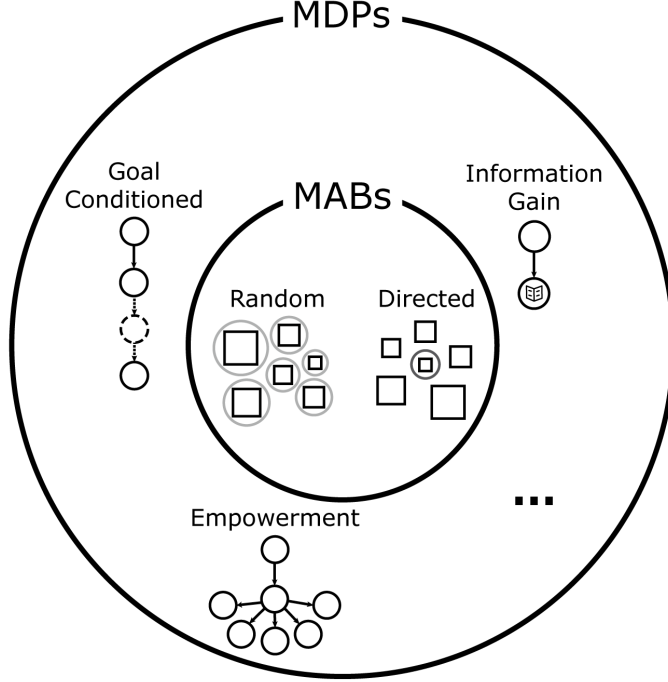 MDPs
Goal
Conditioned
Information
Gain
MABs
Random
Directed
...
Empowerment